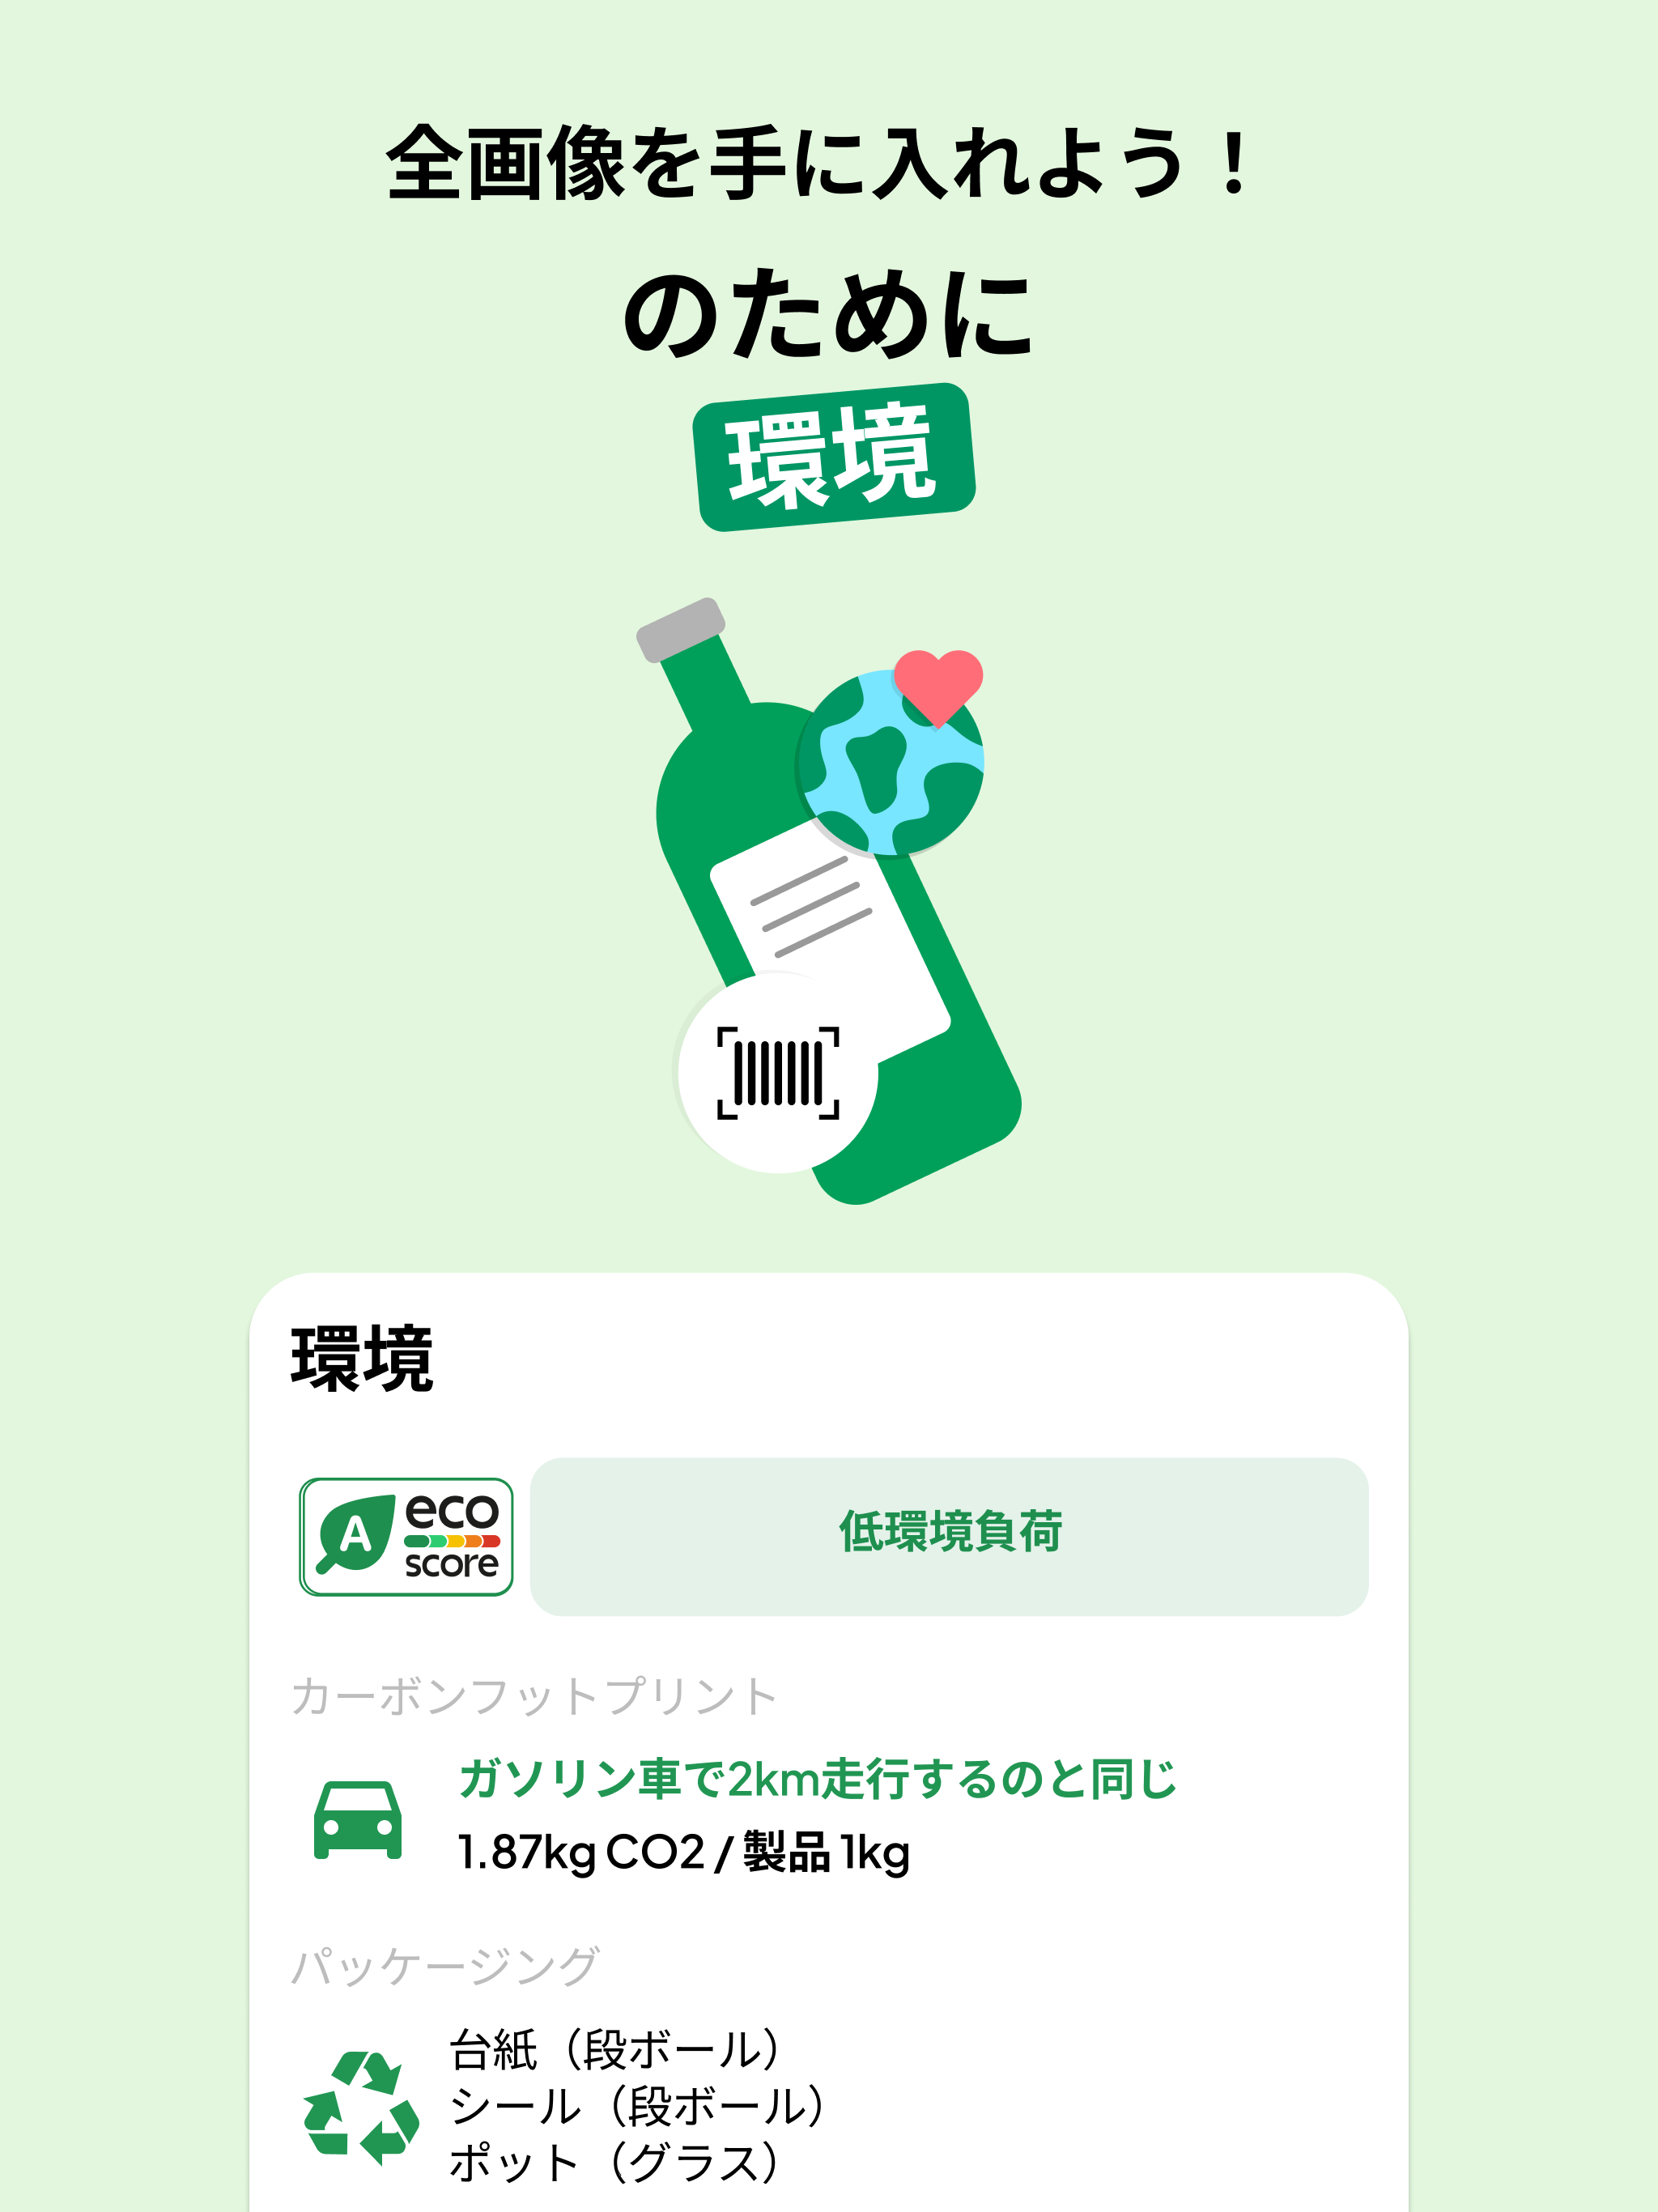 全画像を手に入れよう！
のために
環境
環境
A
eco
score
低環境負荷
カーボンフットプリント
ガソリン車で2km走行するのと同じ
1.87kg CO2 / 製品 1kg
パッケージング
台紙（段ボール）
シール（段ボール）
ポット（グラス）